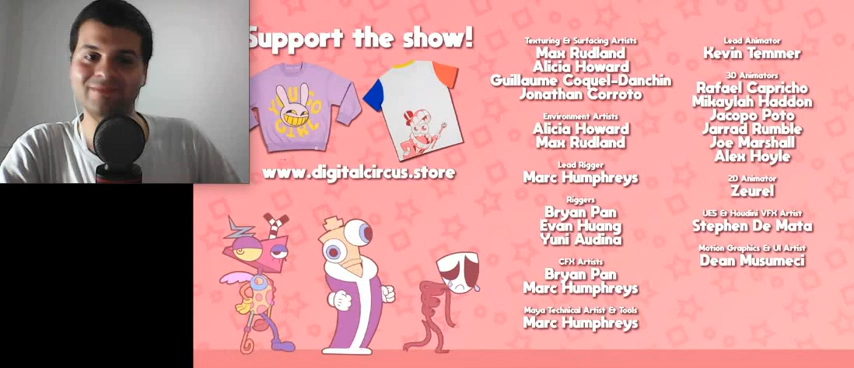 Support the show!
YOU GO
GIRL
www.digitalcircus.store
Texturing & Surfacing Artists
Max Rudland
Alicia Howard
Guillaume Coquel-Danchin
Jonathan Corroto
Environment Artists
Alicia Howard
Max Rudland
Lead Rigger
Marc Humphreys
Riggers
Bryan Pan
Evan Huang
Yuni Audina
CFX Artists
Bryan Pan
Marc Humphreys
Maya Technical Artist & Tools
Marc Humphreys
Lead Animator
Kevin Temmer
3D Animators
Rafael Capricho
Mikaylah Haddon
Jacopo Poto
Jarrad Rumble
Joe Marshall
Alex Hoyle
2D Animator
Zeurel
UE5 & Houdini VFX Artist
Stephen De Mata
Motion Graphics & UI Artist
Dean Musumeci